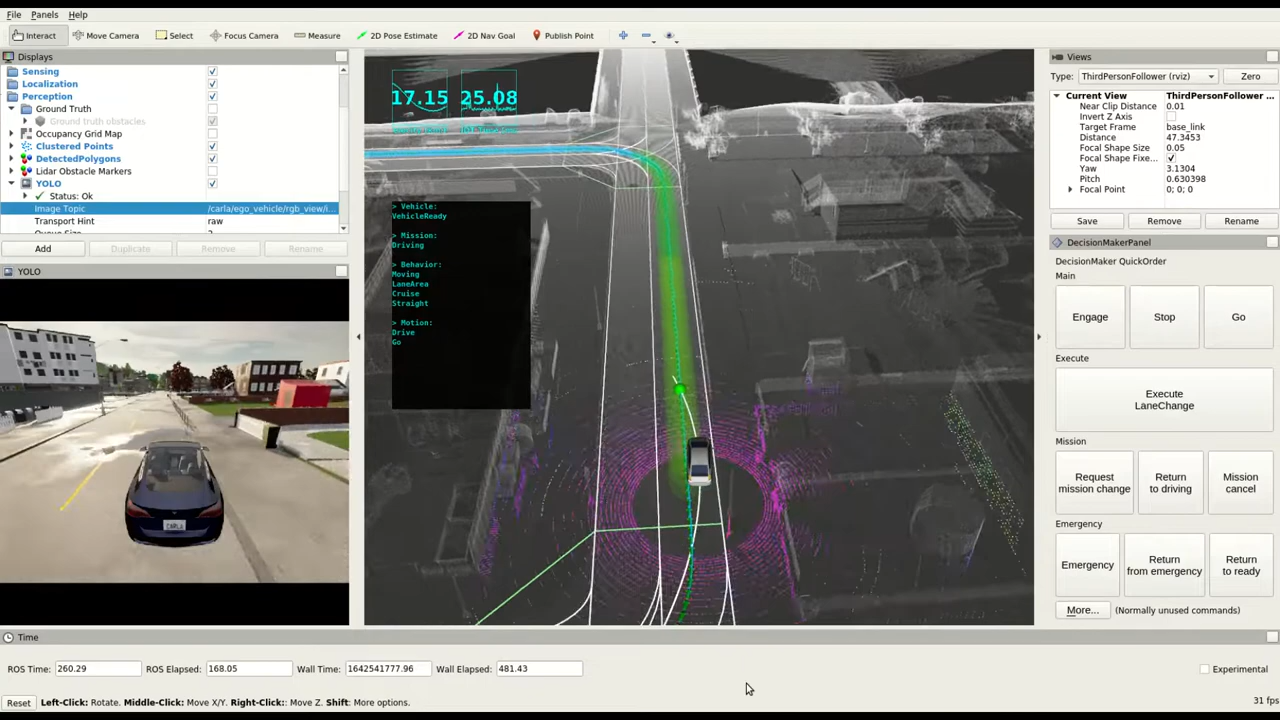 File Panels Help
Interact Move Camera Select Focus Camera Measure 2D Pose Estimate 2D Nav Goal Publish Point
Displays
Sensing
Localization
Perception
Ground Truth
Ground truth obstacles
Occupancy Grid Map
Clustered Points
DetectedPolygons
Lidar Obstacle Markers
YOLO
Status: Ok
Image Topic /carla/ego_vehicle/rgb_view/i...
Transport Hint raw
Add Duplicate Remove Rename
YOLO
CARLA
17.15 25.08
> Vehicle:
VehicleReady
> Mission:
Driving
> Behavior:
Moving
LaneArea
Cruise
Straight
> Motion:
Drive
Go
Views
Type: ThirdPersonFollower (rviz) Zero
Current View ThirdPersonFollower ...
Near Clip Distance 0.01
Invert Z Axis
Target Frame base_link
Distance 47.3453
Focal Shape Size 0.05
Focal Shape Fixe...
Yaw 3.1304
Pitch 0.630398
Focal Point 0; 0; 0
Save Remove Rename
DecisionMakerPanel
DecisionMaker QuickOrder
Main
Engage Stop Go
Execute
Execute
LaneChange
Mission
Request
mission change
Return
to driving
Mission
cancel
Emergency
Emergency
Return
from emergency
Return
to ready
More... (Normally unused commands)
Time
ROS Time: 260.29 ROS Elapsed: 168.05 Wall Time: 1642541777.96 Wall Elapsed: 481.43 Experimental
Reset Left-Click: Rotate. Middle-Click: Move X/Y. Right-Click:: Move Z. Shift: More options. 31 fps